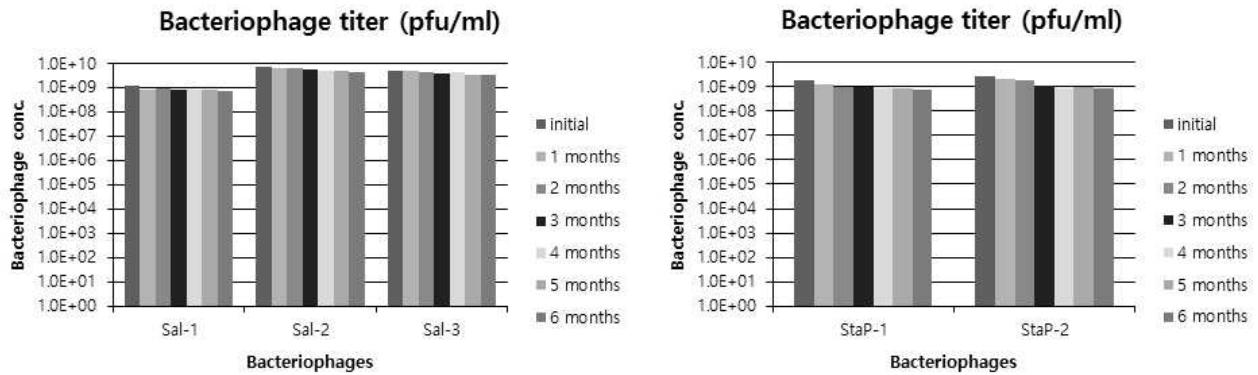 Bacteriophage titer (pfu/ml)
Bacteriophage conc.
1.0E+10
1.0E+09
1.0E+08
1.0E+07
1.0E+06
1.0E+05
1.0E+04
1.0E+03
1.0E+02
1.0E+01
1.0E+00
Sal-1
Sal-2
Sal-3
Bacteriophages
initial
1 months
2 months
3 months
4 months
5 months
6 months
Bacteriophage titer (pfu/ml)
Bacteriophage conc.
1.0E+10
1.0E+09
1.0E+08
1.0E+07
1.0E+06
1.0E+05
1.0E+04
1.0E+03
1.0E+02
1.0E+01
1.0E+00
StaP-1
StaP-2
Bacteriophages
initial
1 months
2 months
3 months
4 months
5 months
6 months